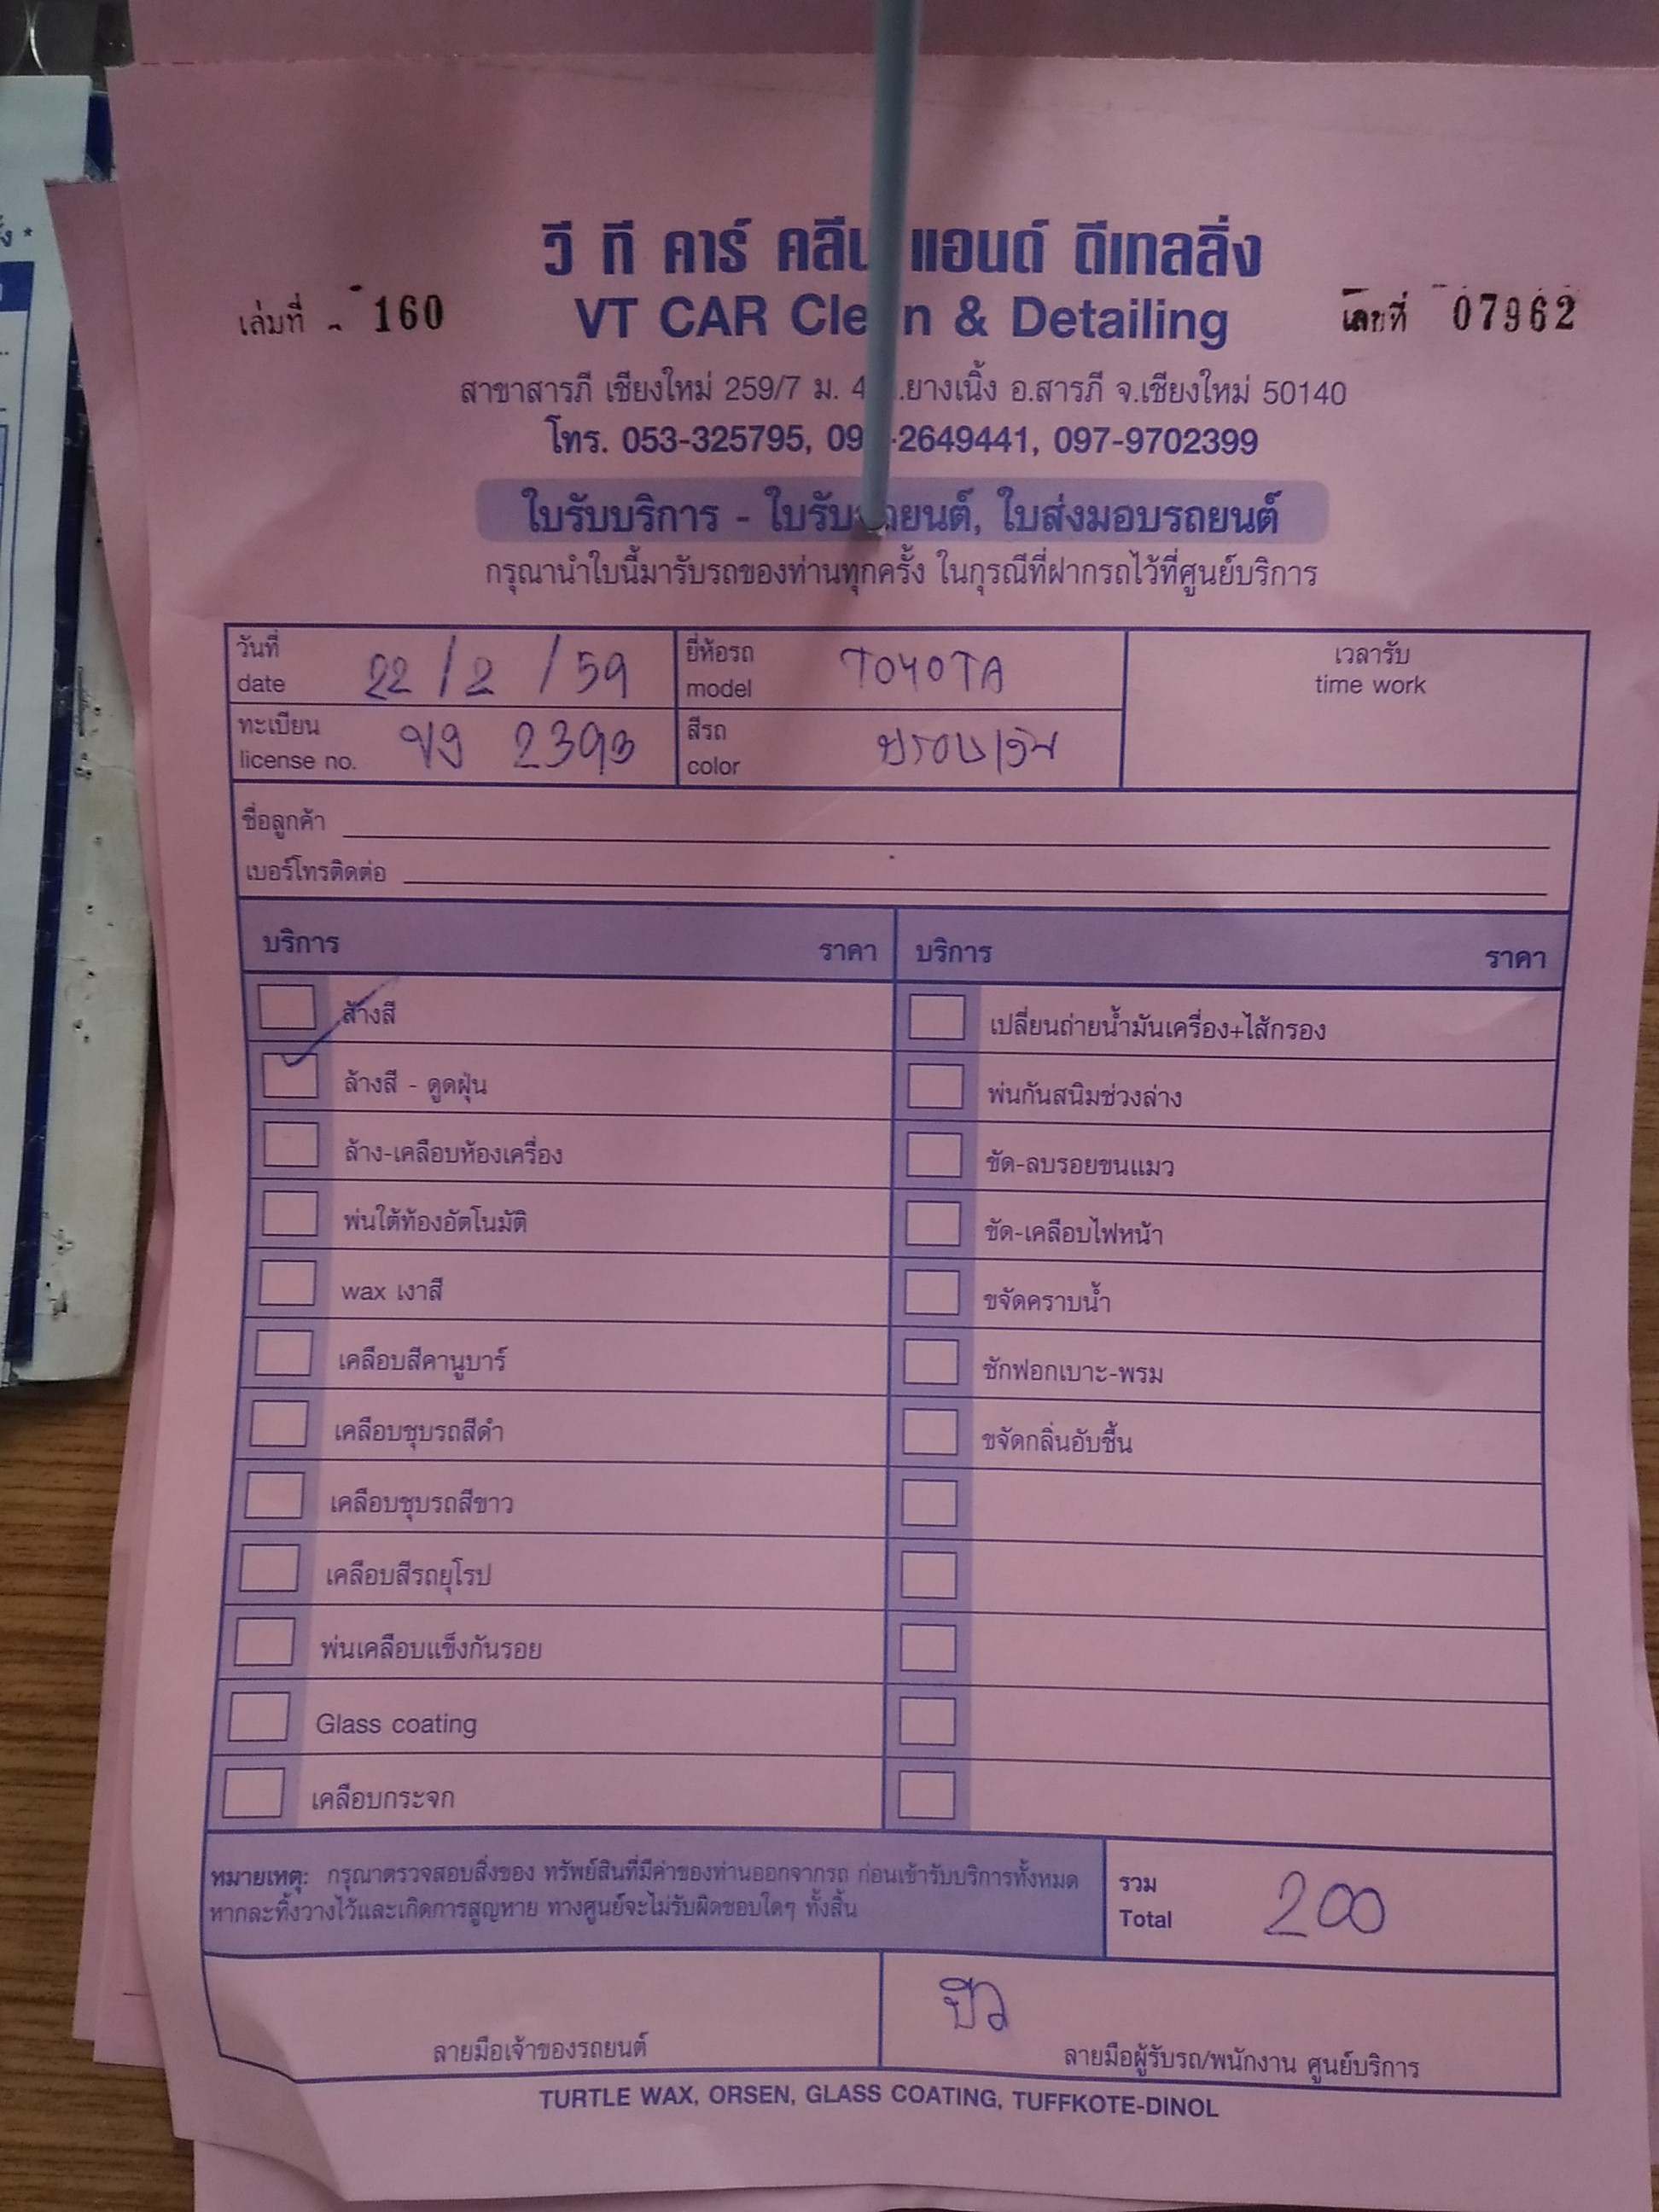 วี ที คาร์ คลีน แอนด์ ดีเทลลิ่ง
เล่มที่ - 160 VT CAR Clean & Detailing เลขที่ 07962
สาขาสารภี เชียงใหม่ 259/7 ม. 4 .ยางเนิ้ง อ.สารภี จ.เชียงใหม่ 50140
โทร. 053-325795, -2649441, 097-9702399
ใบรับบริการ - ใบรับรถยนต์, ใบส่งมอบรถยนต์
กรุณานำใบนี้มารับรถของท่านทุกครั้ง ในกรุณีที่ฝากรถไว้ที่ศูนย์บริการ
วันที่ date 22 / 2 / 59 ยี่ห้อรถ model TOYOTA เวลารับ time work
ทะเบียน license no. 2393 สีรถ color
ชื่อลูกค้า
เบอร์โทรติดต่อ
บริการ ราคา บริการ ราคา
ล้างสี เปลี่ยนถ่ายน้ำมันเครื่อง+ไส้กรอง
ล้างสี - ดูดฝุ่น พ่นกันสนิมช่วงล่าง
ล้าง-เคลือบห้องเครื่อง ขัด-ลบรอยขนแมว
พ่นใต้ท้องอัตโนมัติ ขัด-เคลือบไฟหน้า
wax เงาสี ขจัดคราบน้ำ
เคลือบสีคานูบาร์ ซักฟอกเบาะ-พรม
เคลือบชุบรถสีดำ ขจัดกลิ่นอับชื้น
เคลือบชุบรถสีขาว
เคลือบสีรถยุโรป
พ่นเคลือบแข็งกันรอย
Glass coating
เคลือบกระจก
หมายเหตุ: กรุณาตรวจสอบสิ่งของ ทรัพย์สินที่มีค่าของท่านออกจากรถ ก่อนเข้ารับบริการทั้งหมด
หากละทิ้งวางไว้และเกิดการสูญหาย ทางศูนย์จะไม่รับผิดชอบใดๆ ทั้งสิ้น
รวม Total 200
ปิว
ลายมือเจ้าของรถยนต์ ลายมือผู้รับรถ/พนักงาน ศูนย์บริการ
TURTLE WAX, ORSEN, GLASS COATING, TUFFKOTE-DINOL